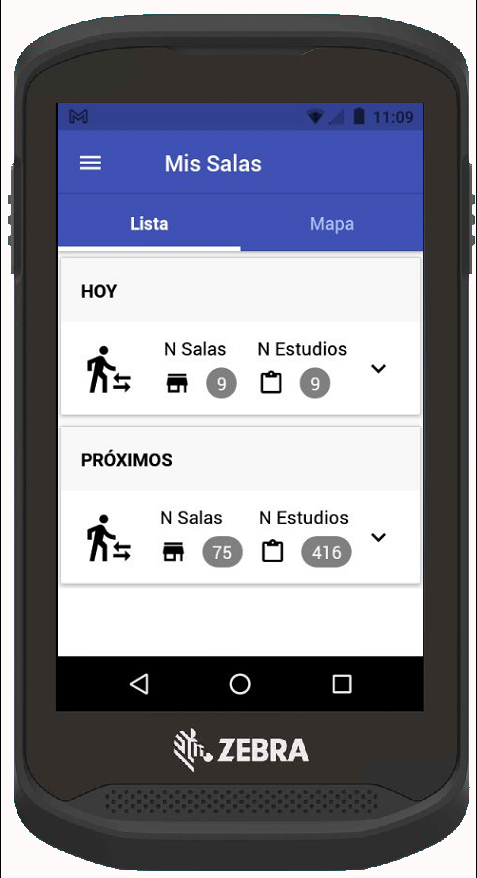 11:09
Mis Salas
Lista Mapa
HOY
N Salas N Estudios
9 9
PRÓXIMOS
N Salas N Estudios
75 416
ZEBRA